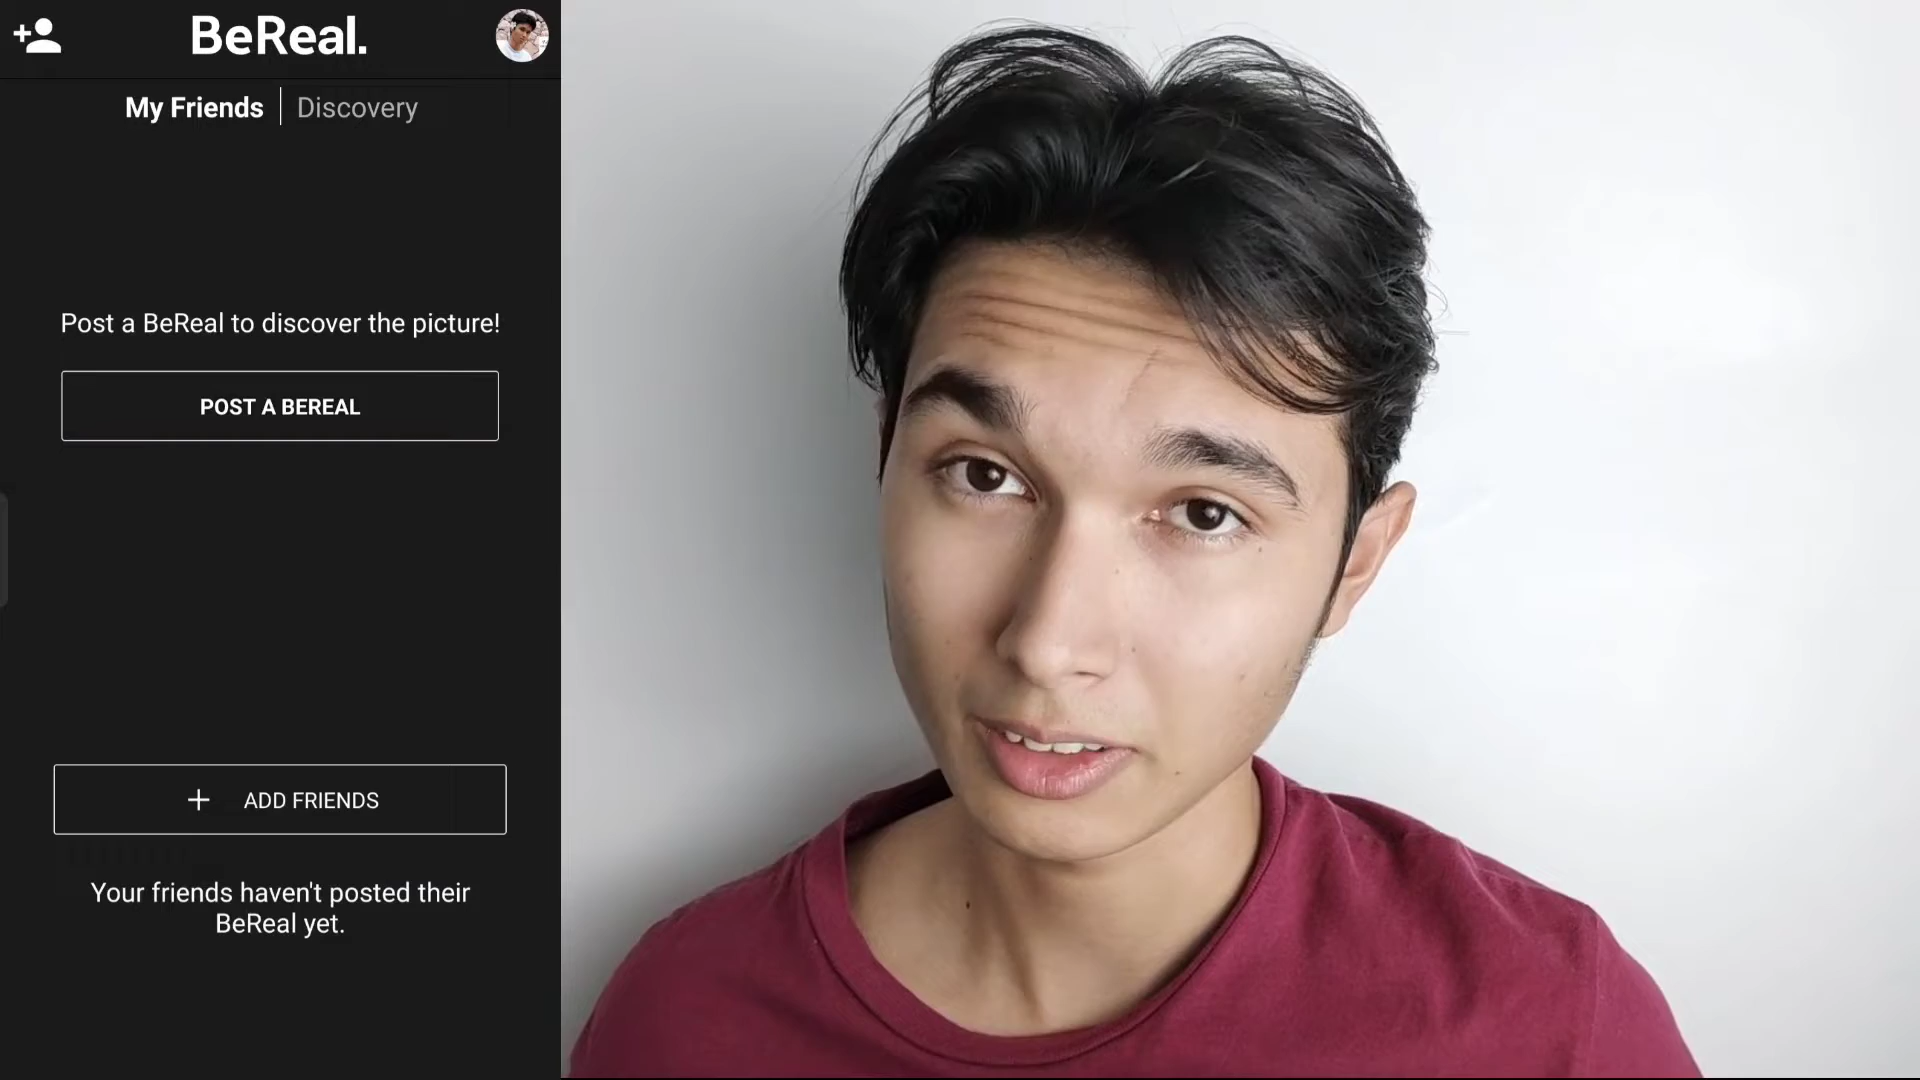 BeReal.
My Friends | Discovery
Post a BeReal to discover the picture!
POST A BEREAL
+ ADD FRIENDS
Your friends haven't posted their
BeReal yet.